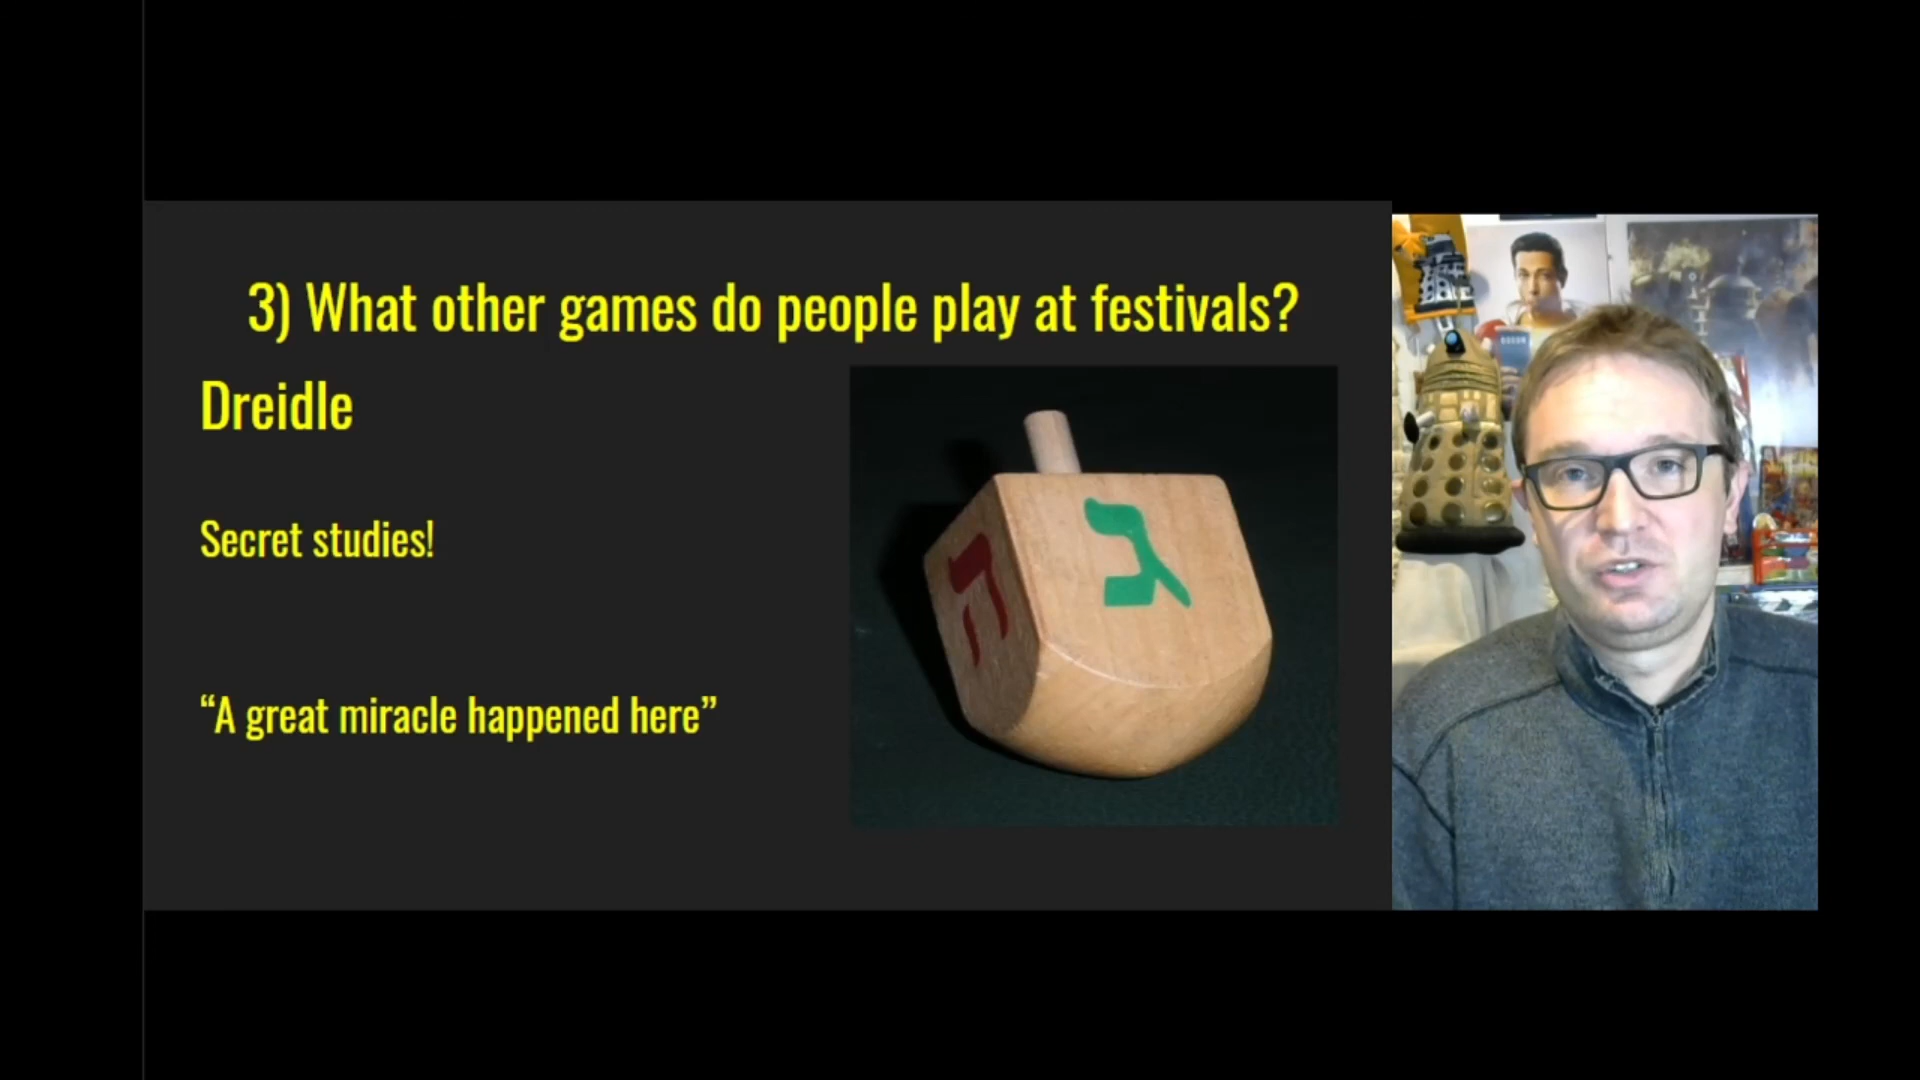 3) What other games do people play at festivals?
Dreidle
Secret studies!
“A great miracle happened here”
ה
ג